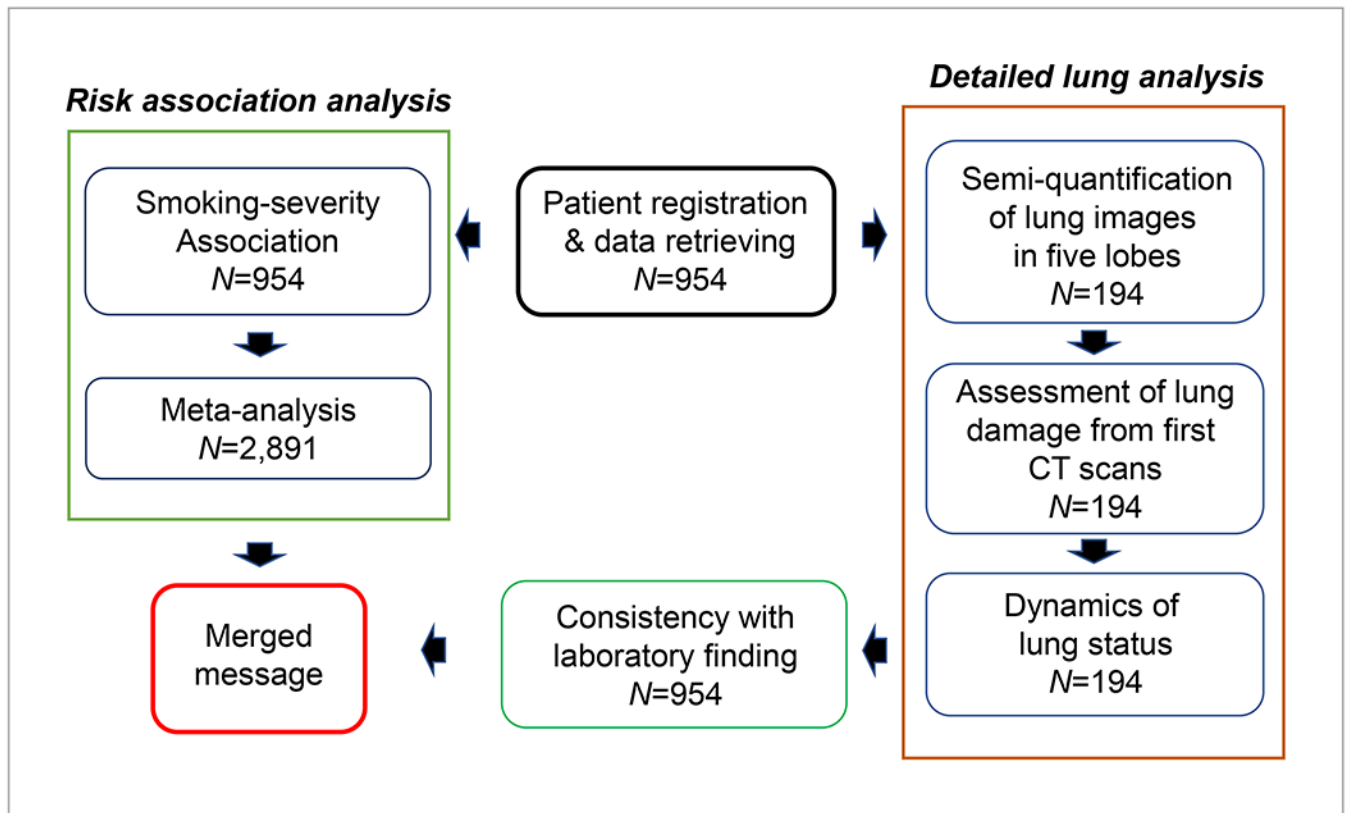 Risk association analysis
Smoking-severity
Association
N=954
Meta-analysis
N=2,891
Patient registration
& data retrieving
N=954
Detailed lung analysis
Semi-quantification
of lung images
in five lobes
N=194
Assessment of lung
damage from first
CT scans
N=194
Dynamics of
lung status
N=194
Consistency with
laboratory finding
N=954
Merged
message